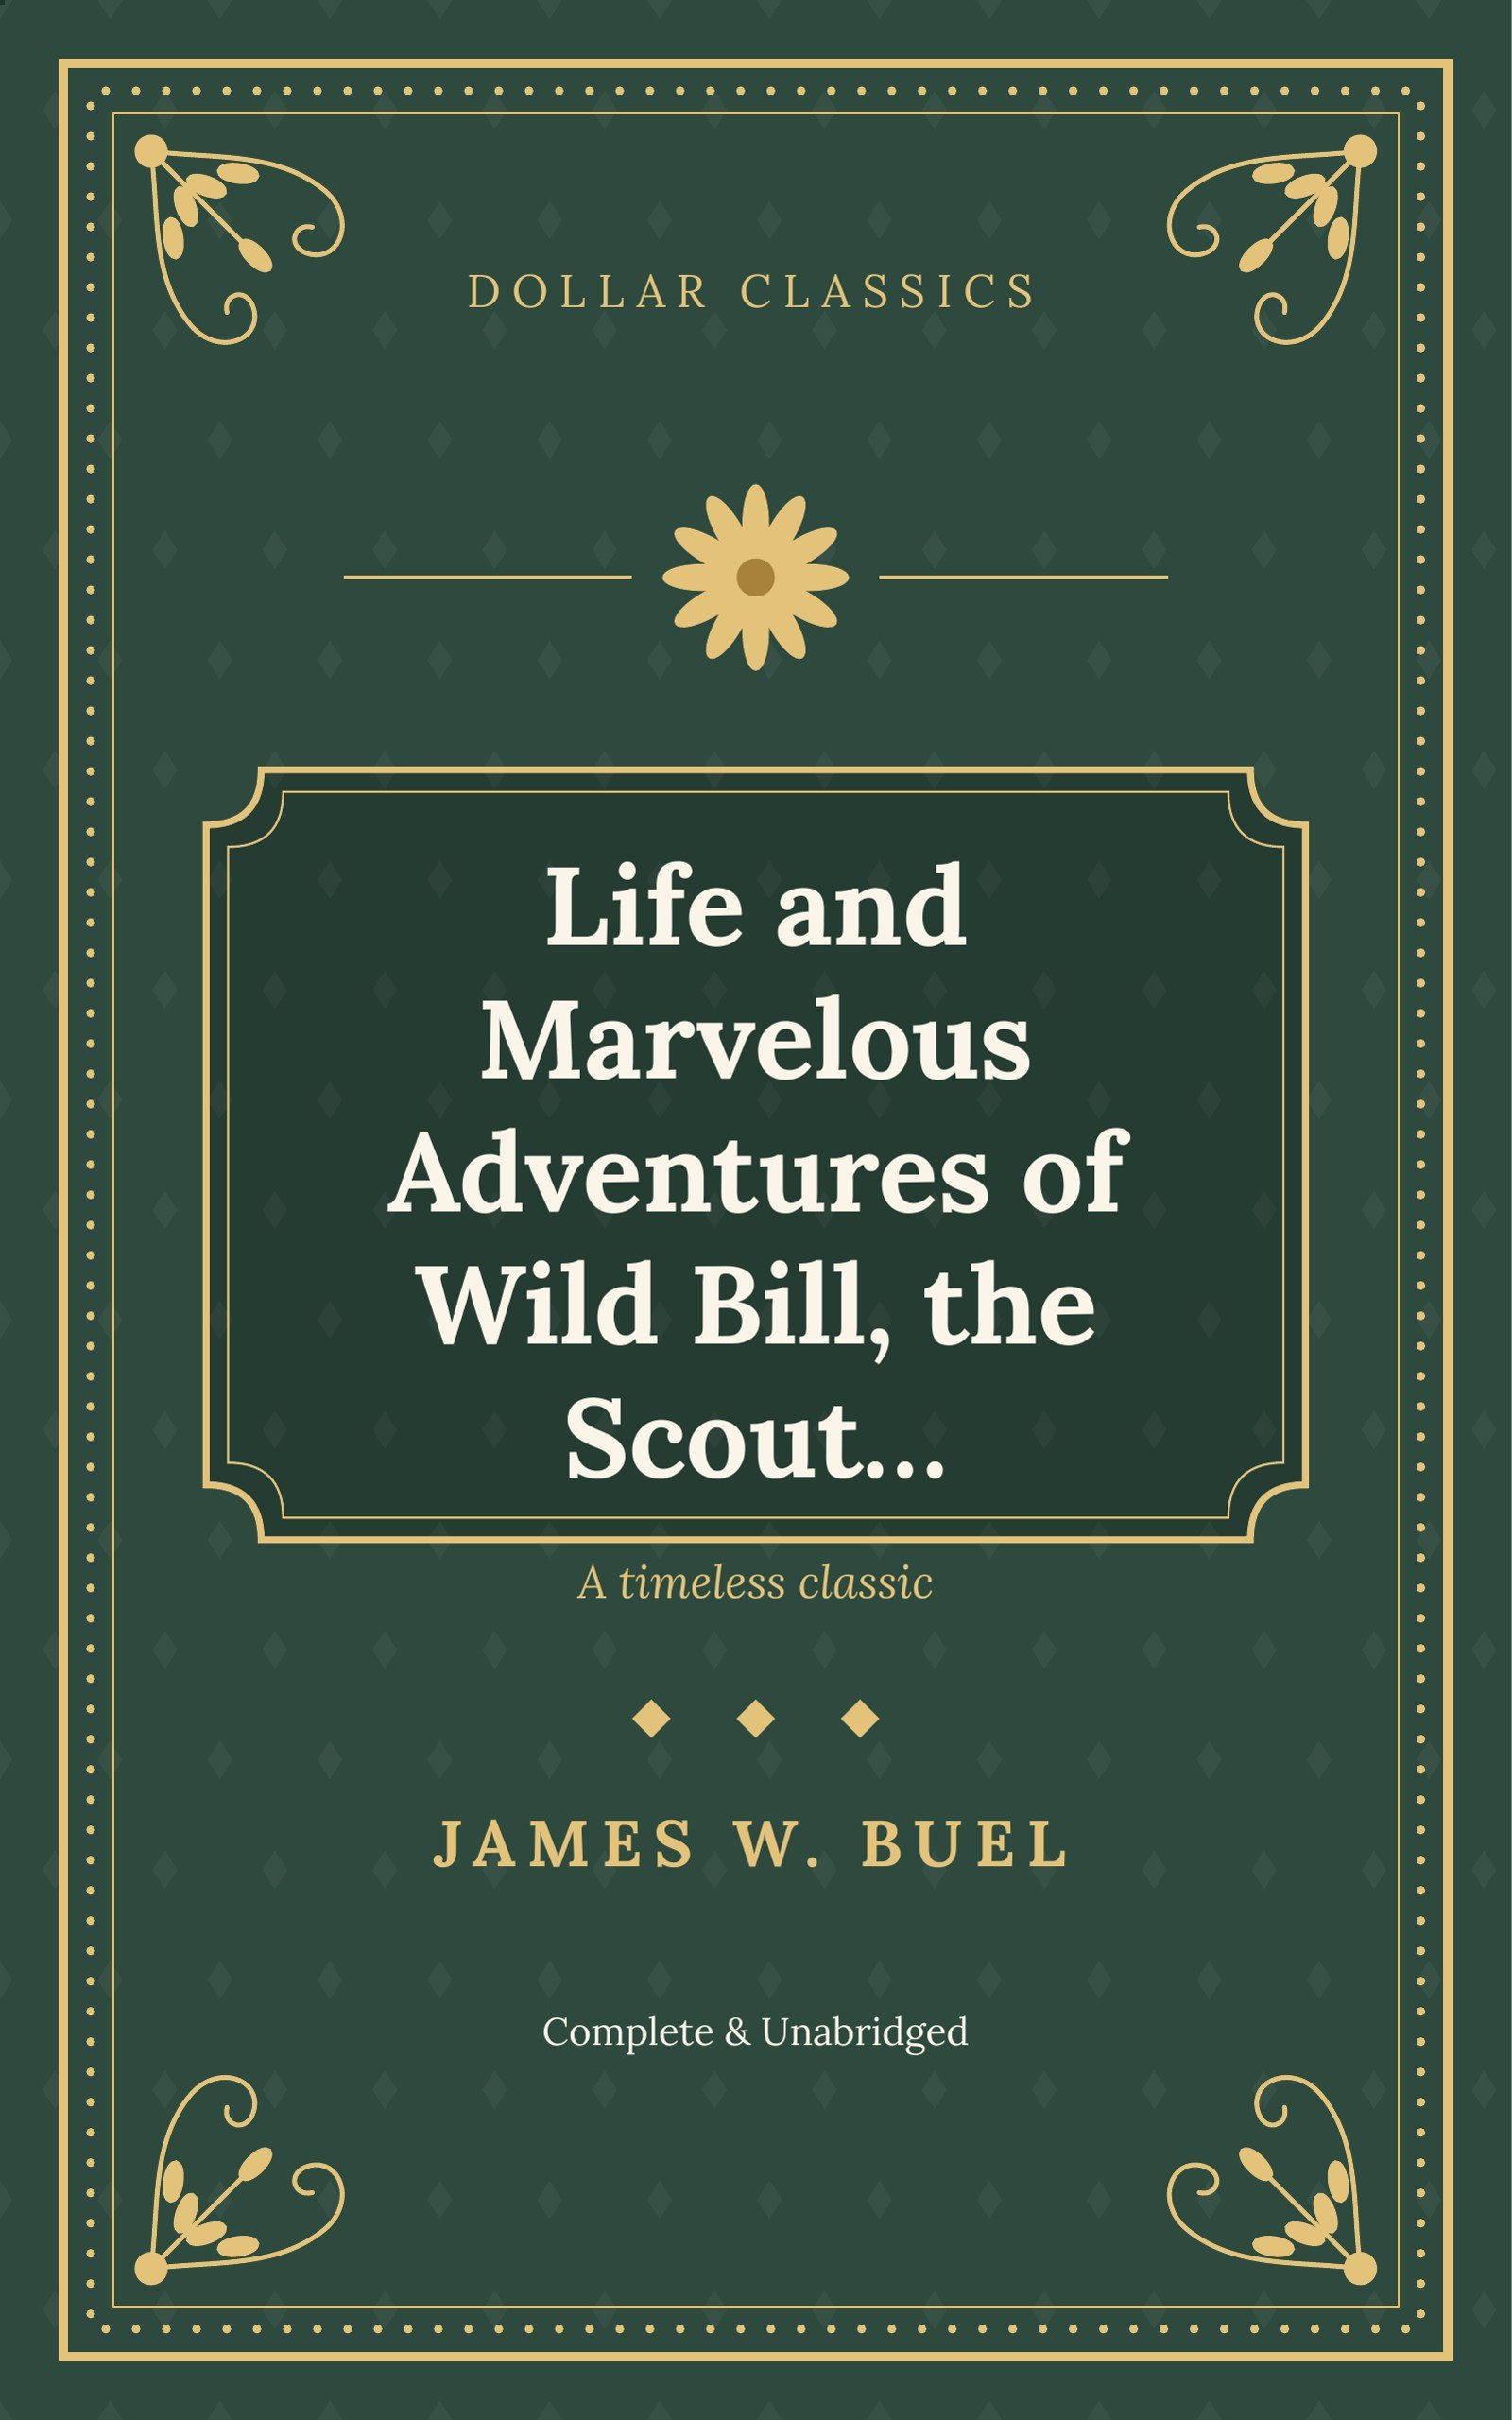 DOLLAR CLASSICS
Life and
Marvelous
Adventures of
Wild Bill, the
Scout...
A timeless classic
JAMES W. BUEL
Complete & Unabridged